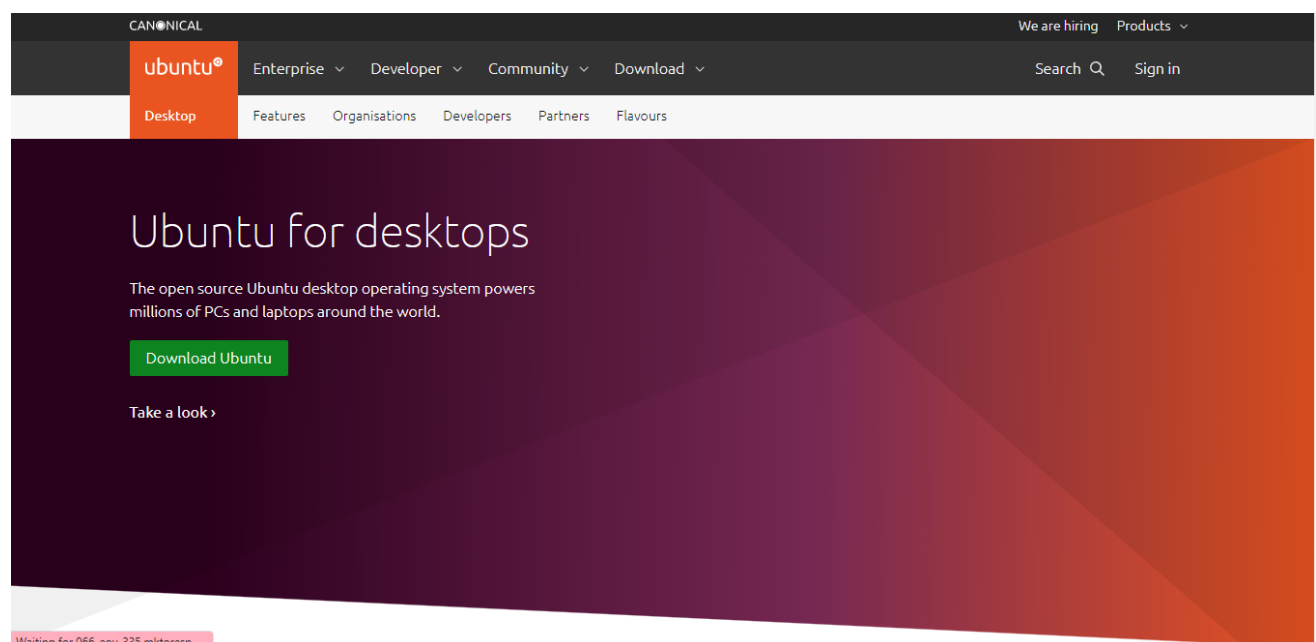 CANONICAL
We are hiring Products
ubuntu Enterprise Developer Community Download Search Sign in
Desktop Features Organisations Developers Partners Flavours
Ubuntu for desktops
The open source Ubuntu desktop operating system powers
millions of PCs and laptops around the world.
Download Ubuntu
Take a look ›
Waiting for